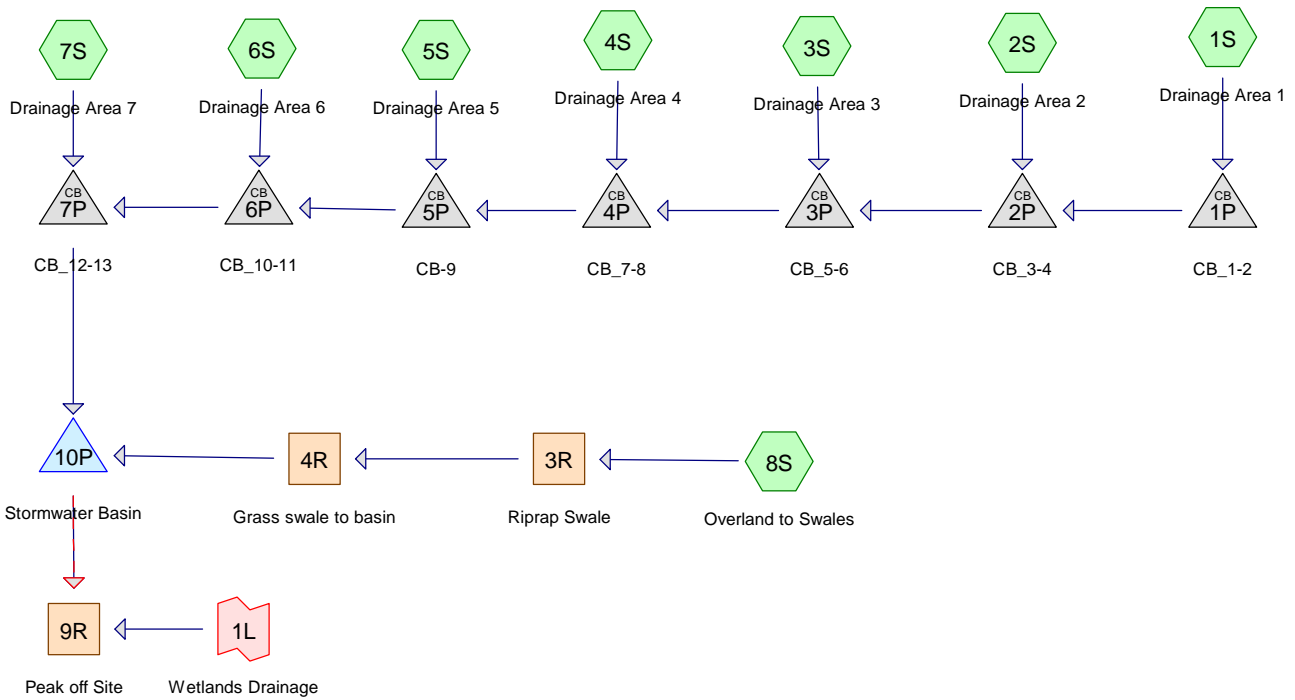 7S
6S
5S
4S
3S
2S
1S
Drainage Area 7
Drainage Area 6
Drainage Area 5
Drainage Area 4
Drainage Area 3
Drainage Area 2
Drainage Area 1
CB
7P
CB
6P
CB
5P
CB
4P
CB
3P
CB
2P
CB
1P
CB_12-13
CB_10-11
CB-9
CB_7-8
CB_5-6
CB_3-4
CB_1-2
10P
4R
3R
8S
Stormwater Basin
Grass swale to basin
Riprap Swale
Overland to Swales
9R
1L
Peak off Site
Wetlands Drainage